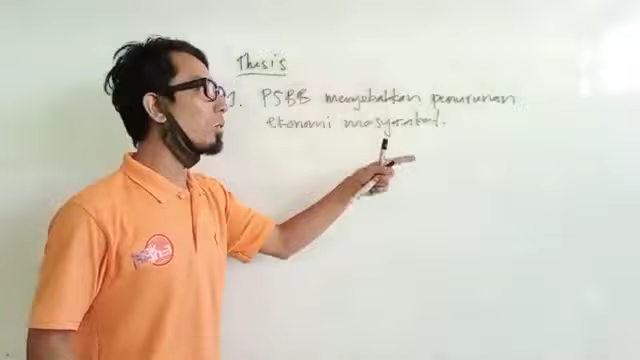 Thesis
1. PSBB menyebabkan penurunan
ekonomi masyarakat.